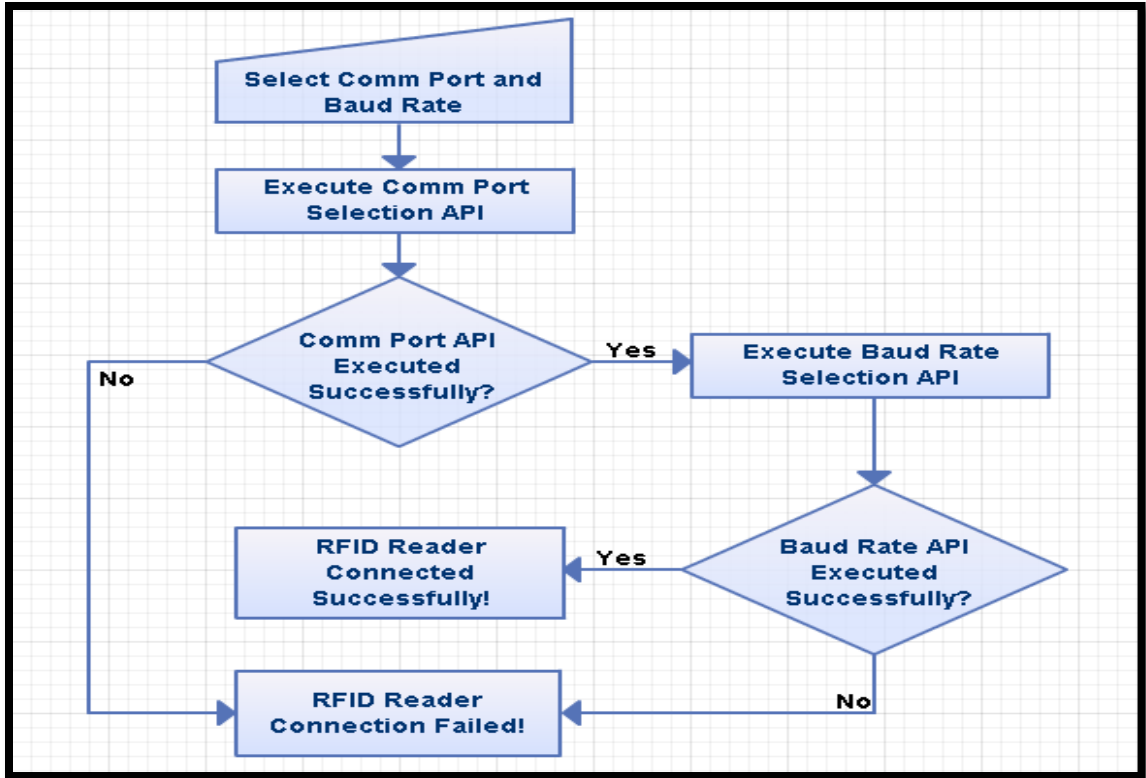 Select Comm Port and
Baud Rate
Execute Comm Port
Selection API
Comm Port API
Executed
Successfully?
No
Yes
Execute Baud Rate
Selection API
Baud Rate API
Executed
Successfully?
Yes
RFID Reader
Connected
Successfully!
No
RFID Reader
Connection Failed!